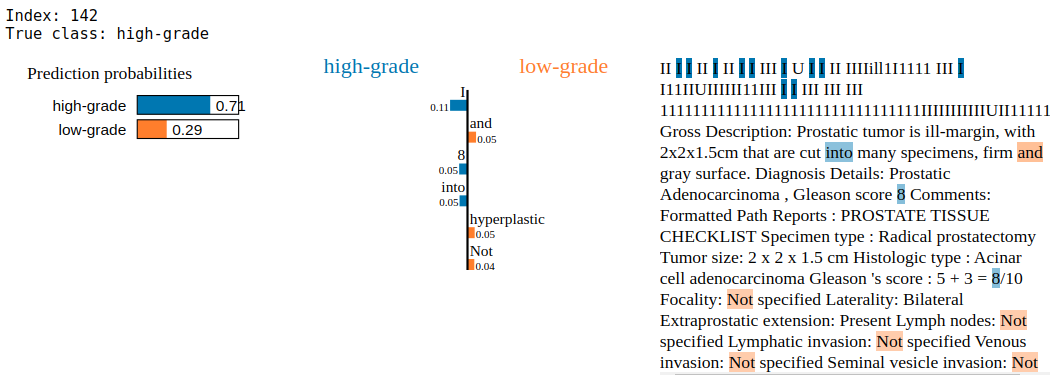 Index: 142
True class: high-grade
Prediction probabilities
high-grade 0.71
low-grade 0.29
high-grade low-grade
I
0.11
and
0.05
8
0.05
into
0.05
hyperplastic
0.05
Not
0.04
II I I II I II I I III I U I I II IIIIill1I1111 III I
I11IIUIIIIII11III I I III III III
1111111111111111111111111111111111IIIIIIIIIIIIUII11111
Gross Description: Prostatic tumor is ill-margin, with
2x2x1.5cm that are cut into many specimens, firm and
gray surface. Diagnosis Details: Prostatic
Adenocarcinoma , Gleason score 8 Comments:
Formatted Path Reports : PROSTATE TISSUE
CHECKLIST Specimen type : Radical prostatectomy
Tumor size: 2 x 2 x 1.5 cm Histologic type : Acinar
cell adenocarcinoma Gleason 's score : 5 + 3 = 8/10
Focality: Not specified Laterality: Bilateral
Extraprostatic extension: Present Lymph nodes: Not
specified Lymphatic invasion: Not specified Venous
invasion: Not specified Seminal vesicle invasion: Not